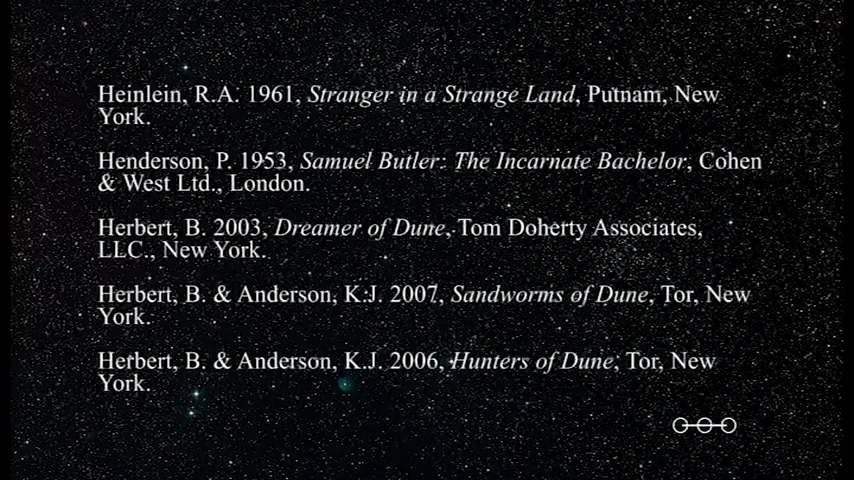 Heinlein, R.A. 1961, Stranger in a Strange Land, Putnam, New
York.
Henderson, P. 1953, Samuel Butler: The Incarnate Bachelor, Cohen
& West Ltd., London.
Herbert, B. 2003, Dreamer of Dune, Tom Doherty Associates,
LLC., New York.
Herbert, B. & Anderson, K.J. 2007, Sandworms of Dune, Tor, New
York.
Herbert, B. & Anderson, K.J. 2006, Hunters of Dune, Tor, New
York.